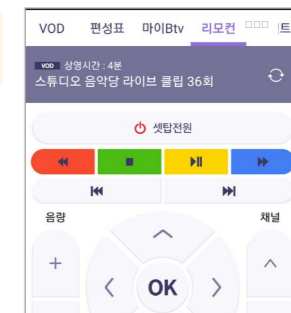 VOD 편성표 마이Btv 리모컨
VOD 상영시간 : 4분
스튜디오 음악당 라이브 클립 36회
셋탑전원
음량 채널
OK